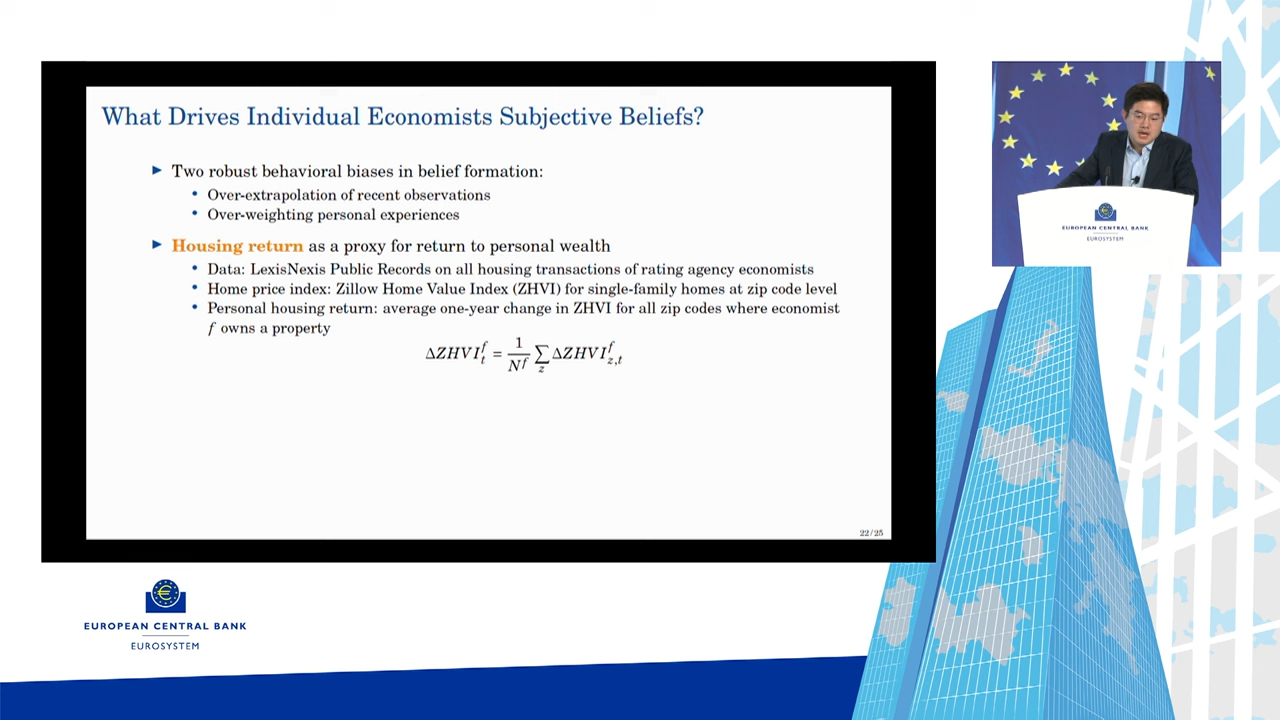 What Drives Individual Economists Subjective Beliefs?
► Two robust behavioral biases in belief formation:
• Over-extrapolation of recent observations
• Over-weighting personal experiences
► Housing return as a proxy for return to personal wealth
• Data: LexisNexis Public Records on all housing transactions of rating agency economists
• Home price index: Zillow Home Value Index (ZHVI) for single-family homes at zip code level
• Personal housing return: average one-year change in ZHVI for all zip codes where economist
f owns a property
ΔZHVI_t^f = 1/N^f ∑_z ΔZHVI_{z,t}^f
22/25
EUROPEAN CENTRAL BANK
EUROSYSTEM
EUROPEAN CENTRAL BANK
EUROSYSTEM